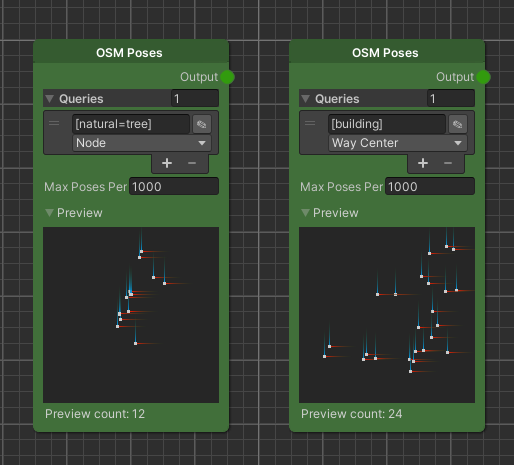 OSM Poses
Output
Queries 1
[natural=tree]
Node
+ −
Max Poses Per 1000
Preview
Preview count: 12
OSM Poses
Output
Queries 1
[building]
Way Center
+ −
Max Poses Per 1000
Preview
Preview count: 24